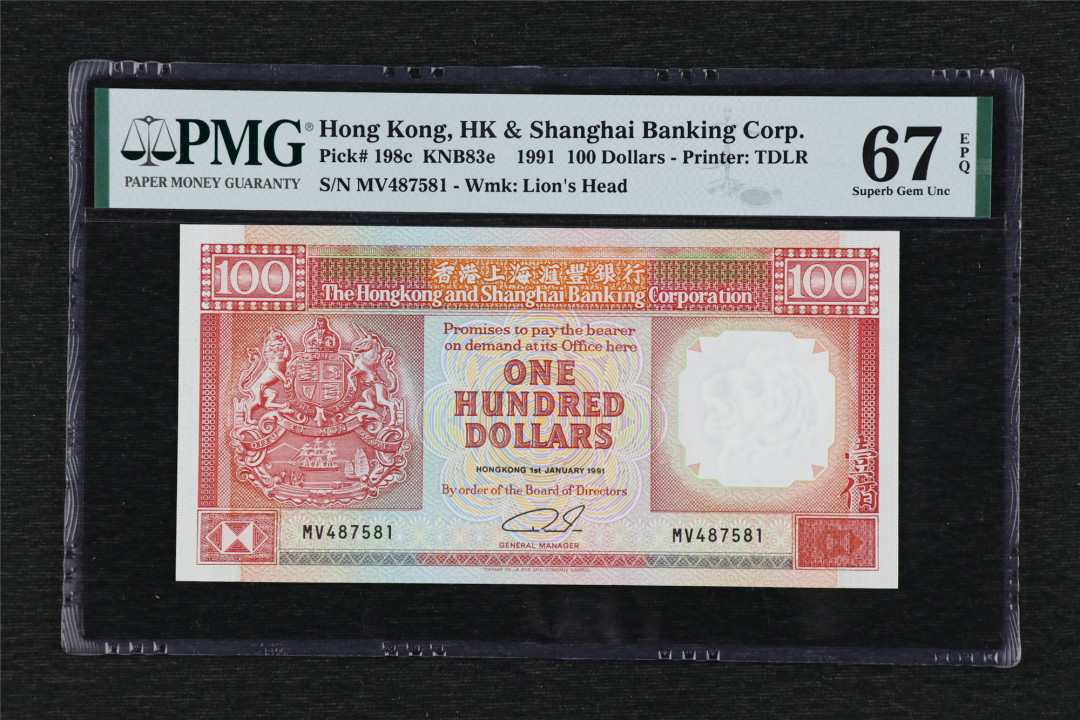 PMG®
PAPER MONEY GUARANTY
Hong Kong, HK & Shanghai Banking Corp.
Pick# 198c KNB83e 1991 100 Dollars - Printer: TDLR
S/N MV487581 - Wmk: Lion's Head
67
EPQ
Superb Gem Unc
100
香港上海滙豐銀行
100
The Hongkong and Shanghai Banking Corporation
Promises to pay the bearer
on demand at its Office here
ONE
HUNDRED
DOLLARS
HONGKONG 1st JANUARY 1991
By order of the Board of Directors
壹佰
MV487581
MV487581
GENERAL MANAGER